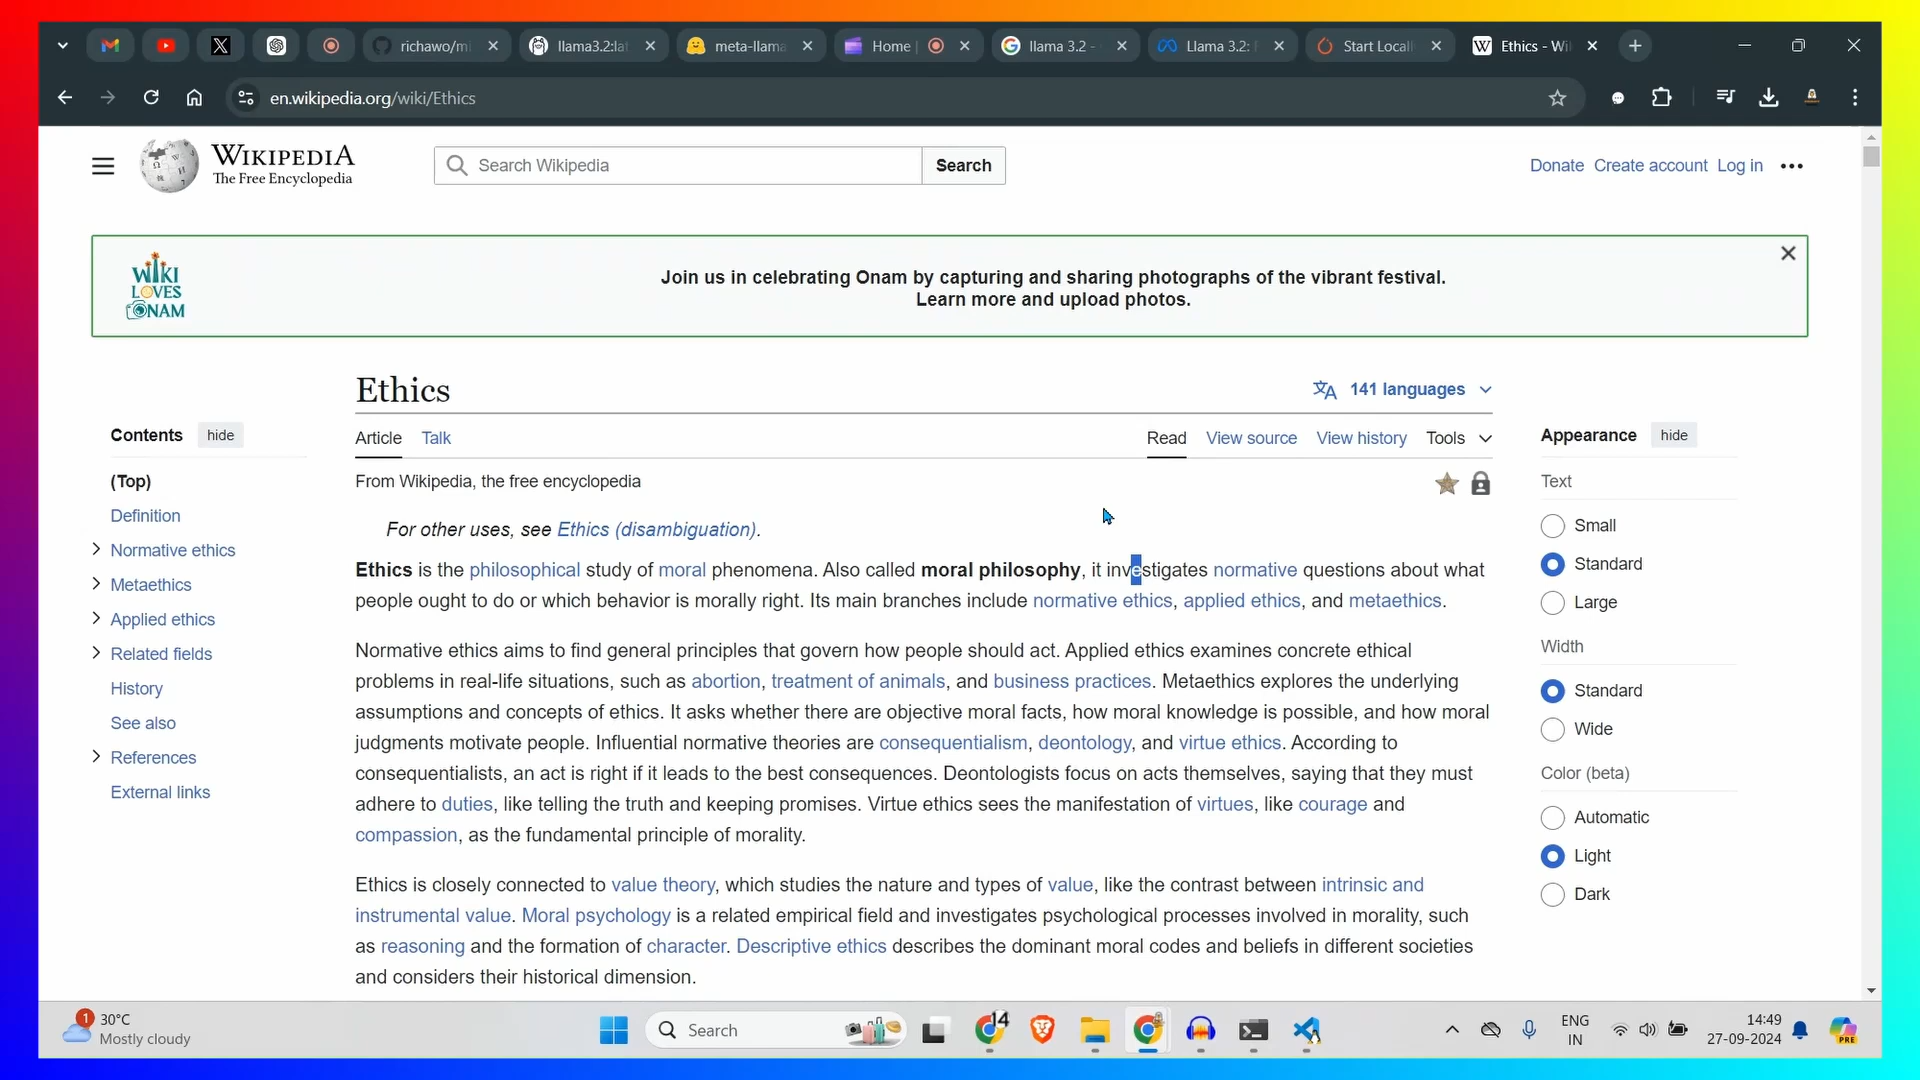 richawo/mi
llama3.2:lat
meta-llama
Home |
llama 3.2 -
Llama 3.2: 
Start Locall
Ethics - Wi
en.wikipedia.org/wiki/Ethics
WIKIPEDIA
The Free Encyclopedia
Search Wikipedia
Search
Donate Create account Log in
WIKI
LOVES
ONAM
Join us in celebrating Onam by capturing and sharing photographs of the vibrant festival.
Learn more and upload photos.
Ethics
141 languages
Contents hide
Article Talk
Read View source View history Tools
Appearance hide
(Top)
Definition
Normative ethics
Metaethics
Applied ethics
Related fields
History
See also
References
External links
From Wikipedia, the free encyclopedia
For other uses, see Ethics (disambiguation).
Ethics is the philosophical study of moral phenomena. Also called moral philosophy, it investigates normative questions about what
people ought to do or which behavior is morally right. Its main branches include normative ethics, applied ethics, and metaethics.
Normative ethics aims to find general principles that govern how people should act. Applied ethics examines concrete ethical
problems in real-life situations, such as abortion, treatment of animals, and business practices. Metaethics explores the underlying
assumptions and concepts of ethics. It asks whether there are objective moral facts, how moral knowledge is possible, and how moral
judgments motivate people. Influential normative theories are consequentialism, deontology, and virtue ethics. According to
consequentialists, an act is right if it leads to the best consequences. Deontologists focus on acts themselves, saying that they must
adhere to duties, like telling the truth and keeping promises. Virtue ethics sees the manifestation of virtues, like courage and
compassion, as the fundamental principle of morality.
Ethics is closely connected to value theory, which studies the nature and types of value, like the contrast between intrinsic and
instrumental value. Moral psychology is a related empirical field and investigates psychological processes involved in morality, such
as reasoning and the formation of character. Descriptive ethics describes the dominant moral codes and beliefs in different societies
and considers their historical dimension.
Text
Small
Standard
Large
Width
Standard
Wide
Color (beta)
Automatic
Light
Dark
1
30°C
Mostly cloudy
Search
14
ENG
IN
14:49
27-09-2024
PRE